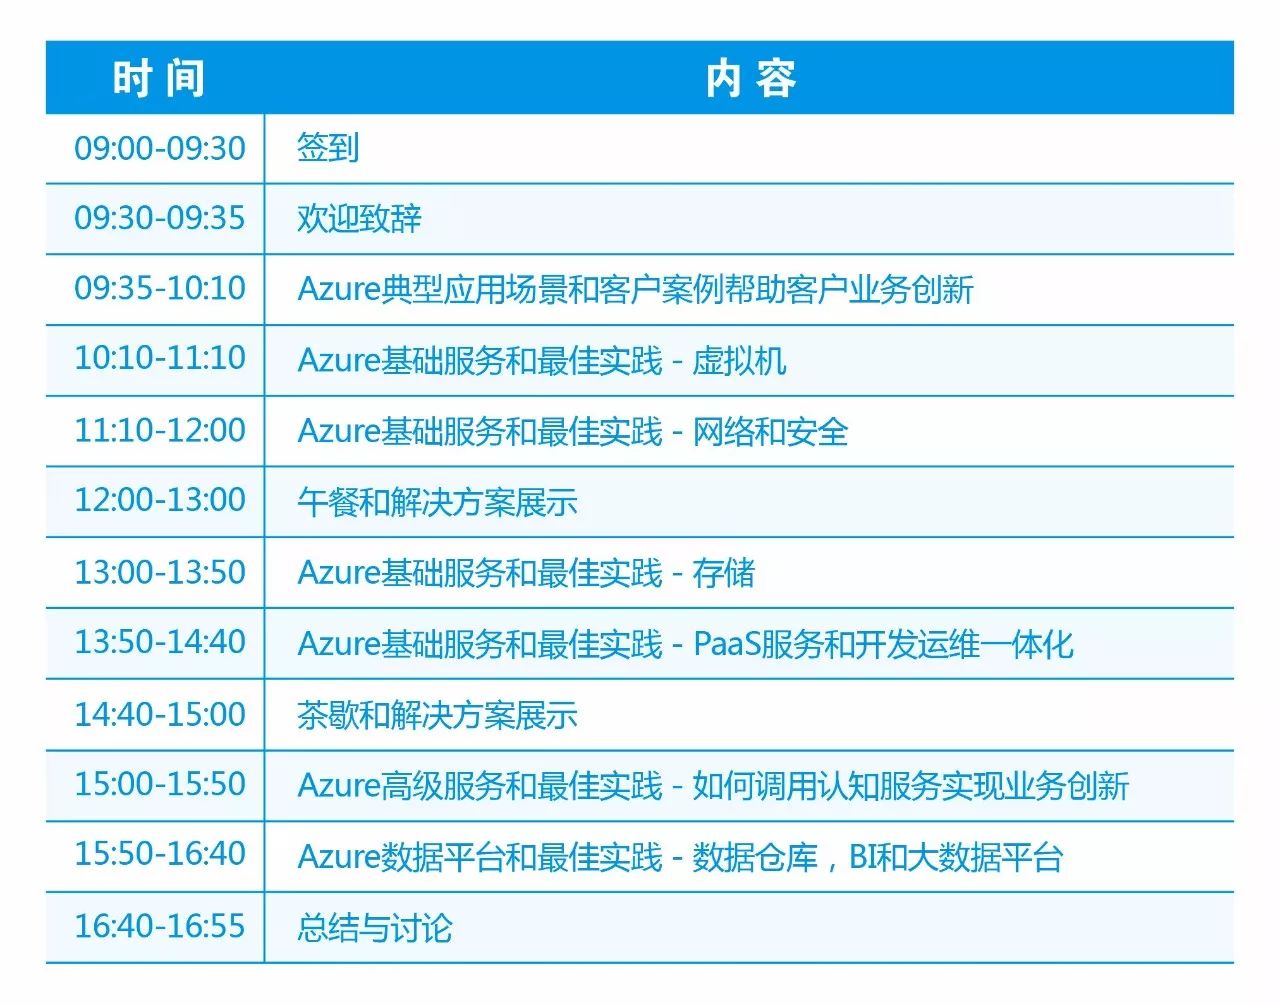 时间 内容
09:00-09:30 签到
09:30-09:35 欢迎致辞
09:35-10:10 Azure典型应用场景和客户案例帮助客户业务创新
10:10-11:10 Azure基础服务和最佳实践 - 虚拟机
11:10-12:00 Azure基础服务和最佳实践 - 网络和安全
12:00-13:00 午餐和解决方案展示
13:00-13:50 Azure基础服务和最佳实践 - 存储
13:50-14:40 Azure基础服务和最佳实践 - PaaS服务和开发运维一体化
14:40-15:00 茶歇和解决方案展示
15:00-15:50 Azure高级服务和最佳实践 - 如何调用认知服务实现业务创新
15:50-16:40 Azure数据平台和最佳实践 - 数据仓库，BI和大数据平台
16:40-16:55 总结与讨论